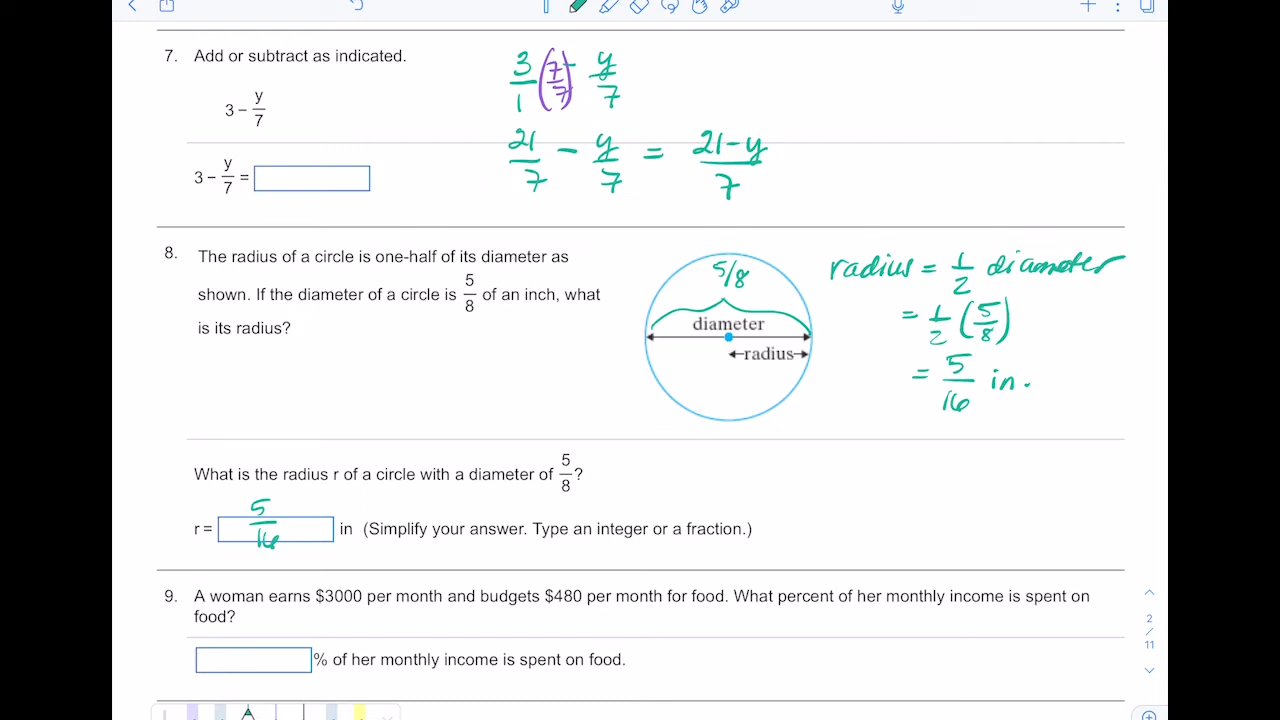 7. Add or subtract as indicated.
3 − y/7
3/1 (7/7) − y/7
21/7 − y/7 = 21−y/7
3 − y/7 =
8. The radius of a circle is one-half of its diameter as
shown. If the diameter of a circle is 5/8 of an inch, what
is its radius?
5/8
diameter
radius
radius = 1/2 diameter
= 1/2 (5/8)
= 5/16 in.
What is the radius r of a circle with a diameter of 5/8?
r = 5/16 in (Simplify your answer. Type an integer or a fraction.)
9. A woman earns $3000 per month and budgets $480 per month for food. What percent of her monthly income is spent on
food?
% of her monthly income is spent on food.
2
/
11